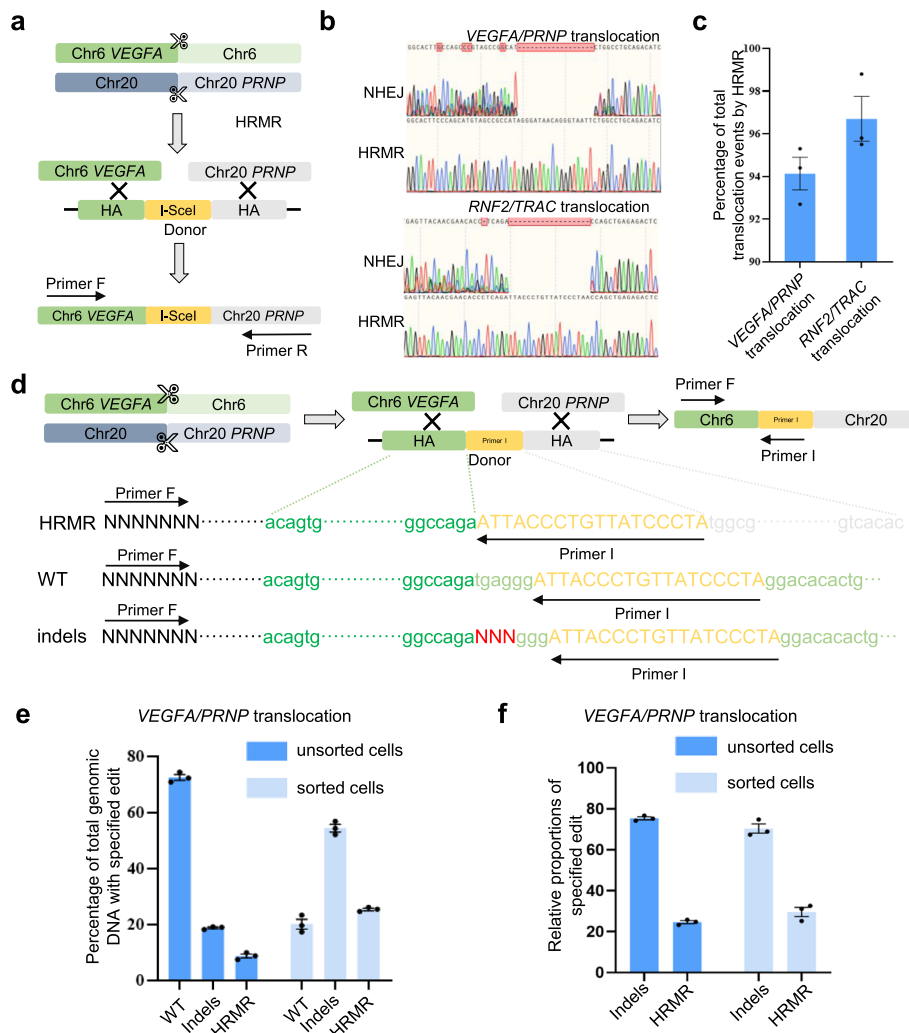 a
Chr6 VEGFA
Chr6
Chr20
Chr20 PRNP
HRMR
Chr6 VEGFA
Chr20 PRNP
HA
I-SceI
HA
Donor
Primer F
Chr6 VEGFA
I-SceI
Chr20 PRNP
Primer R
b
VEGFA/PRNP translocation
NHEJ
GGCACTTCCCAGCATGTAGCCGCCATAGGGATAACAGGGTAATTCTGGCCTGCAGACATC
HRMR
RNF2/TRAC translocation
NHEJ
GAGTTACAACGAACACCCTCAGATTACCCTGTTATCCCTAACCAGCTGAGAGACTC
HRMR
c
Percentage of total
translocation events by HRMR
100
98
96
94
92
90
VEGFA/PRNP
translocation
RNF2/TRAC
translocation
d
Chr6 VEGFA
Chr6
Chr20
Chr20 PRNP
Chr6 VEGFA
Chr20 PRNP
HA
Primer I
HA
Donor
Primer F
Chr6
Primer I
Chr20
Primer I
Primer F
HRMR NNNNNNN acagtg ggccagaATTACCCTGTTATCCCTAtggcg gtcacac
Primer I
Primer F
WT NNNNNNN acagtg ggccagatgagggATTACCCTGTTATCCCTAggacacactg
Primer I
Primer F
indels NNNNNNN acagtg ggccagaNNNgggATTACCCTGTTATCCCTAggacacactg
Primer I
e
VEGFA/PRNP translocation
unsorted cells
sorted cells
Percentage of total genomic
DNA with specified edit
80
60
40
20
0
WT
Indels
HRMR
WT
Indels
HRMR
f
VEGFA/PRNP translocation
unsorted cells
sorted cells
Relative proportions of
specified edit
100
80
60
40
20
0
Indels
HRMR
Indels
HRMR